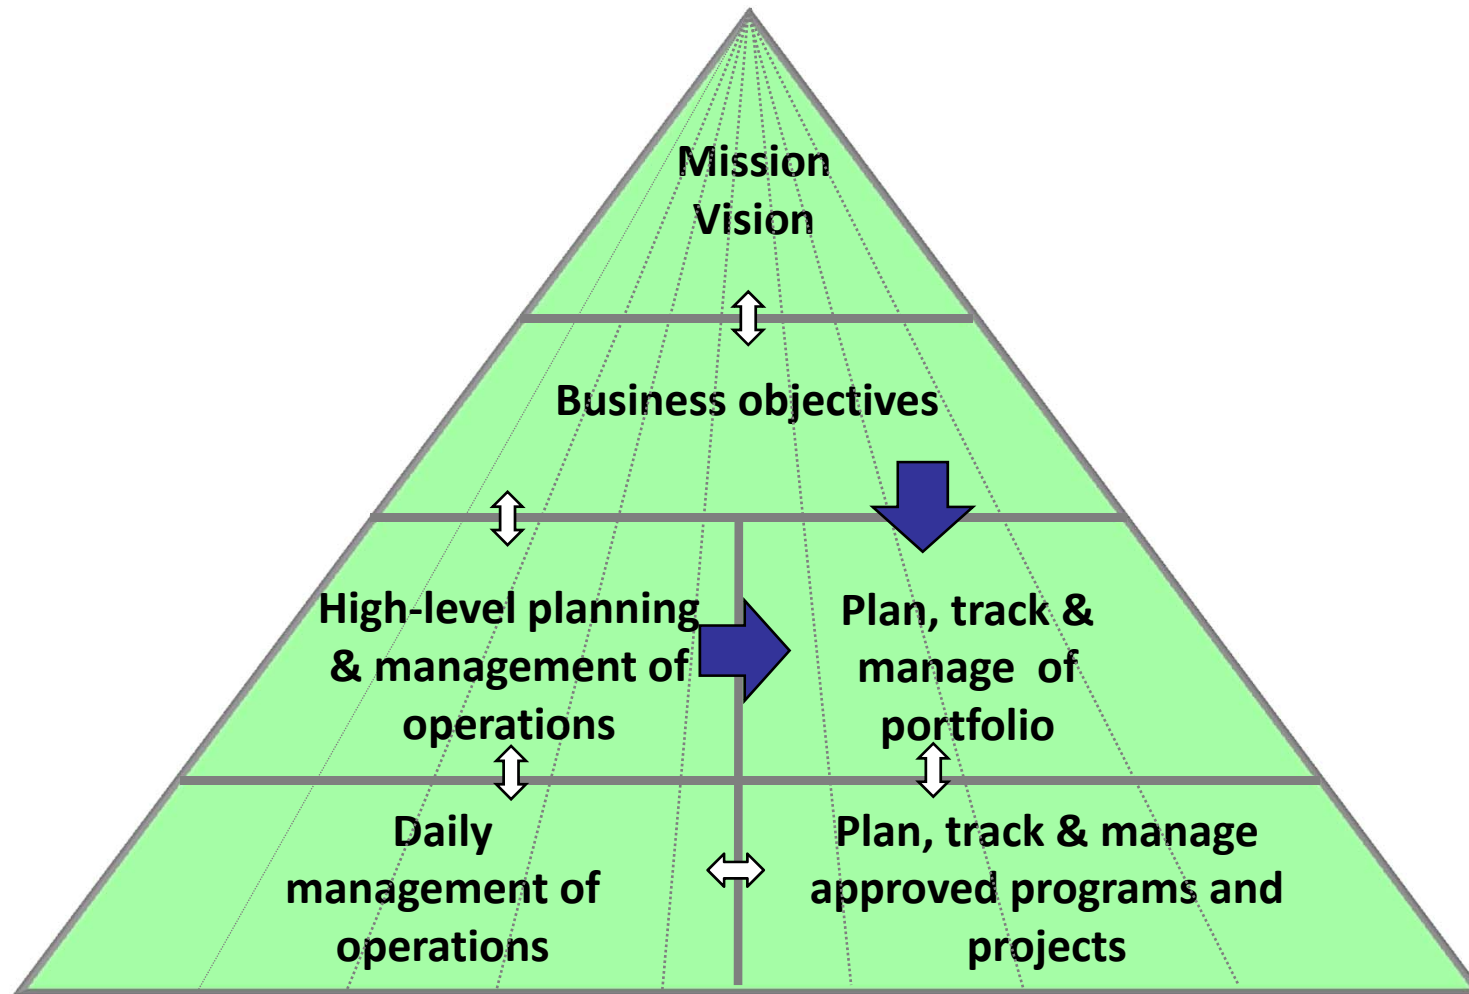 Mission
Vision
Business objectives
High-level planning
& management of
operations
Plan, track &
manage of
portfolio
Daily
management of
operations
Plan, track & manage
approved programs and
projects